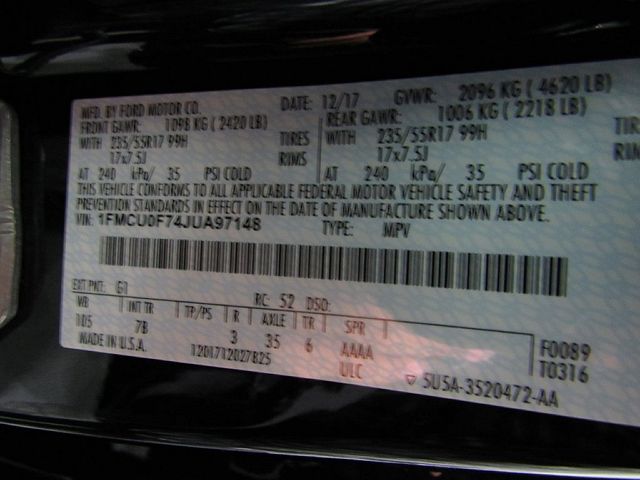 MFD. BY FORD MOTOR CO. DATE: 12/17 GVWR: 2096 KG ( 4620 LB)
FRONT GAWR: 1098 KG ( 2420 LB) REAR GAWR: 1006 KG ( 2218 LB)
WITH 235/55R17 99H TIRES WITH 235/55R17 99H TIRE
17x7.5J RIMS 17x7.5J RIM
AT 240 kPa/ 35 PSI COLD AT 240 kPa/ 35 PSI COLD
THIS VEHICLE CONFORMS TO ALL APPLICABLE FEDERAL MOTOR VEHICLE SAFETY AND THEFT
PREVENTION STANDARDS IN EFFECT ON THE DATE OF MANUFACTURE SHOWN ABOVE.
VIN: 1FMCU0F74JUA97148 TYPE: MPV
EXT PNT: G1 RC: 52 DSO:
WB INT TR TP/PS R AXLE TR SPR
105 7B 3 35 6 AAAA F0089
MADE IN U.S.A. 1201712027825 ULC T0316
5U5A-3520472-AA